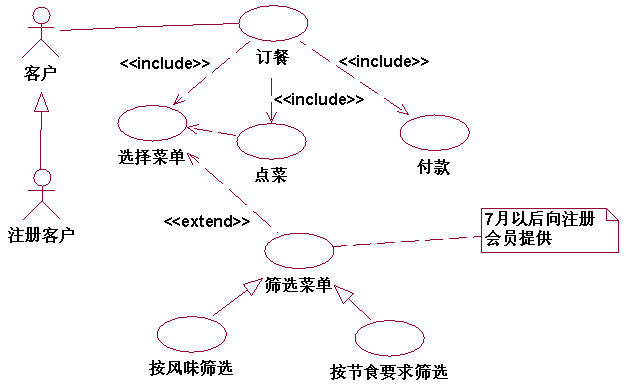 订餐
客户
<<include>>
<<include>>
<<include>>
选择菜单
点菜
付款
注册客户
<<extend>>
7月以后向注册
会员提供
筛选菜单
按风味筛选
按节食要求筛选